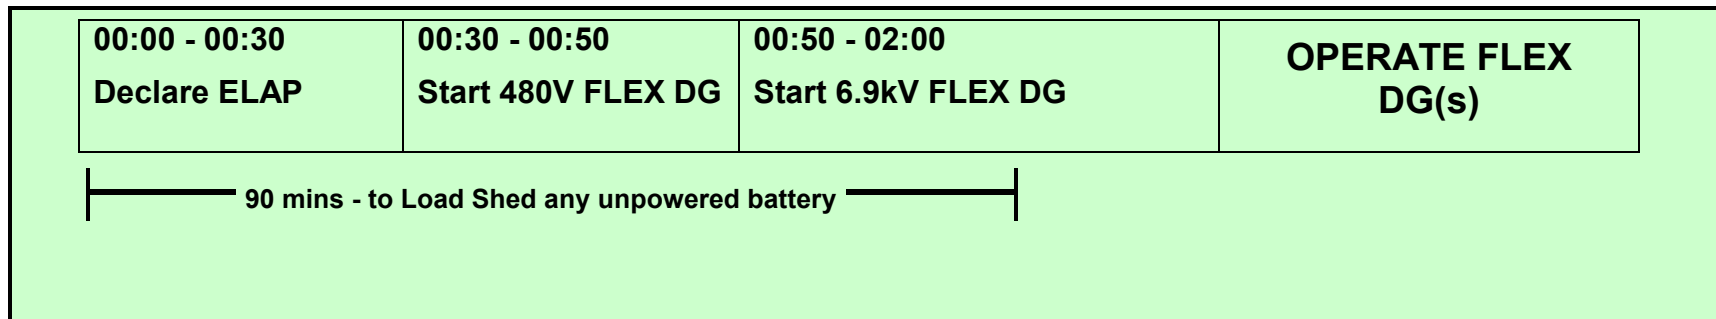 00:00 - 00:30
Declare ELAP
00:30 - 00:50
Start 480V FLEX DG
00:50 - 02:00
Start 6.9kV FLEX DG
OPERATE FLEX
DG(s)
90 mins - to Load Shed any unpowered battery